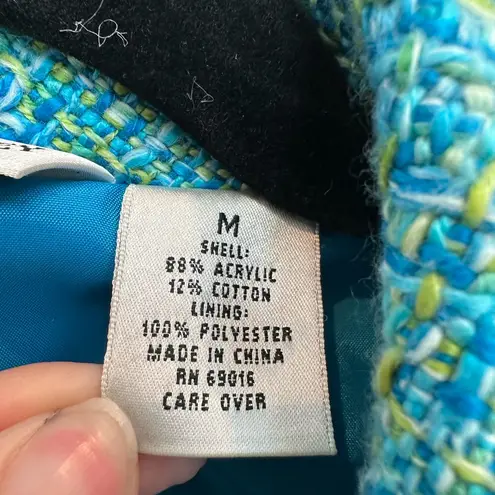 M
SHELL:
88% ACRYLIC
12% COTTON
LINING:
100% POLYESTER
MADE IN CHINA
RN 69016
CARE OVER